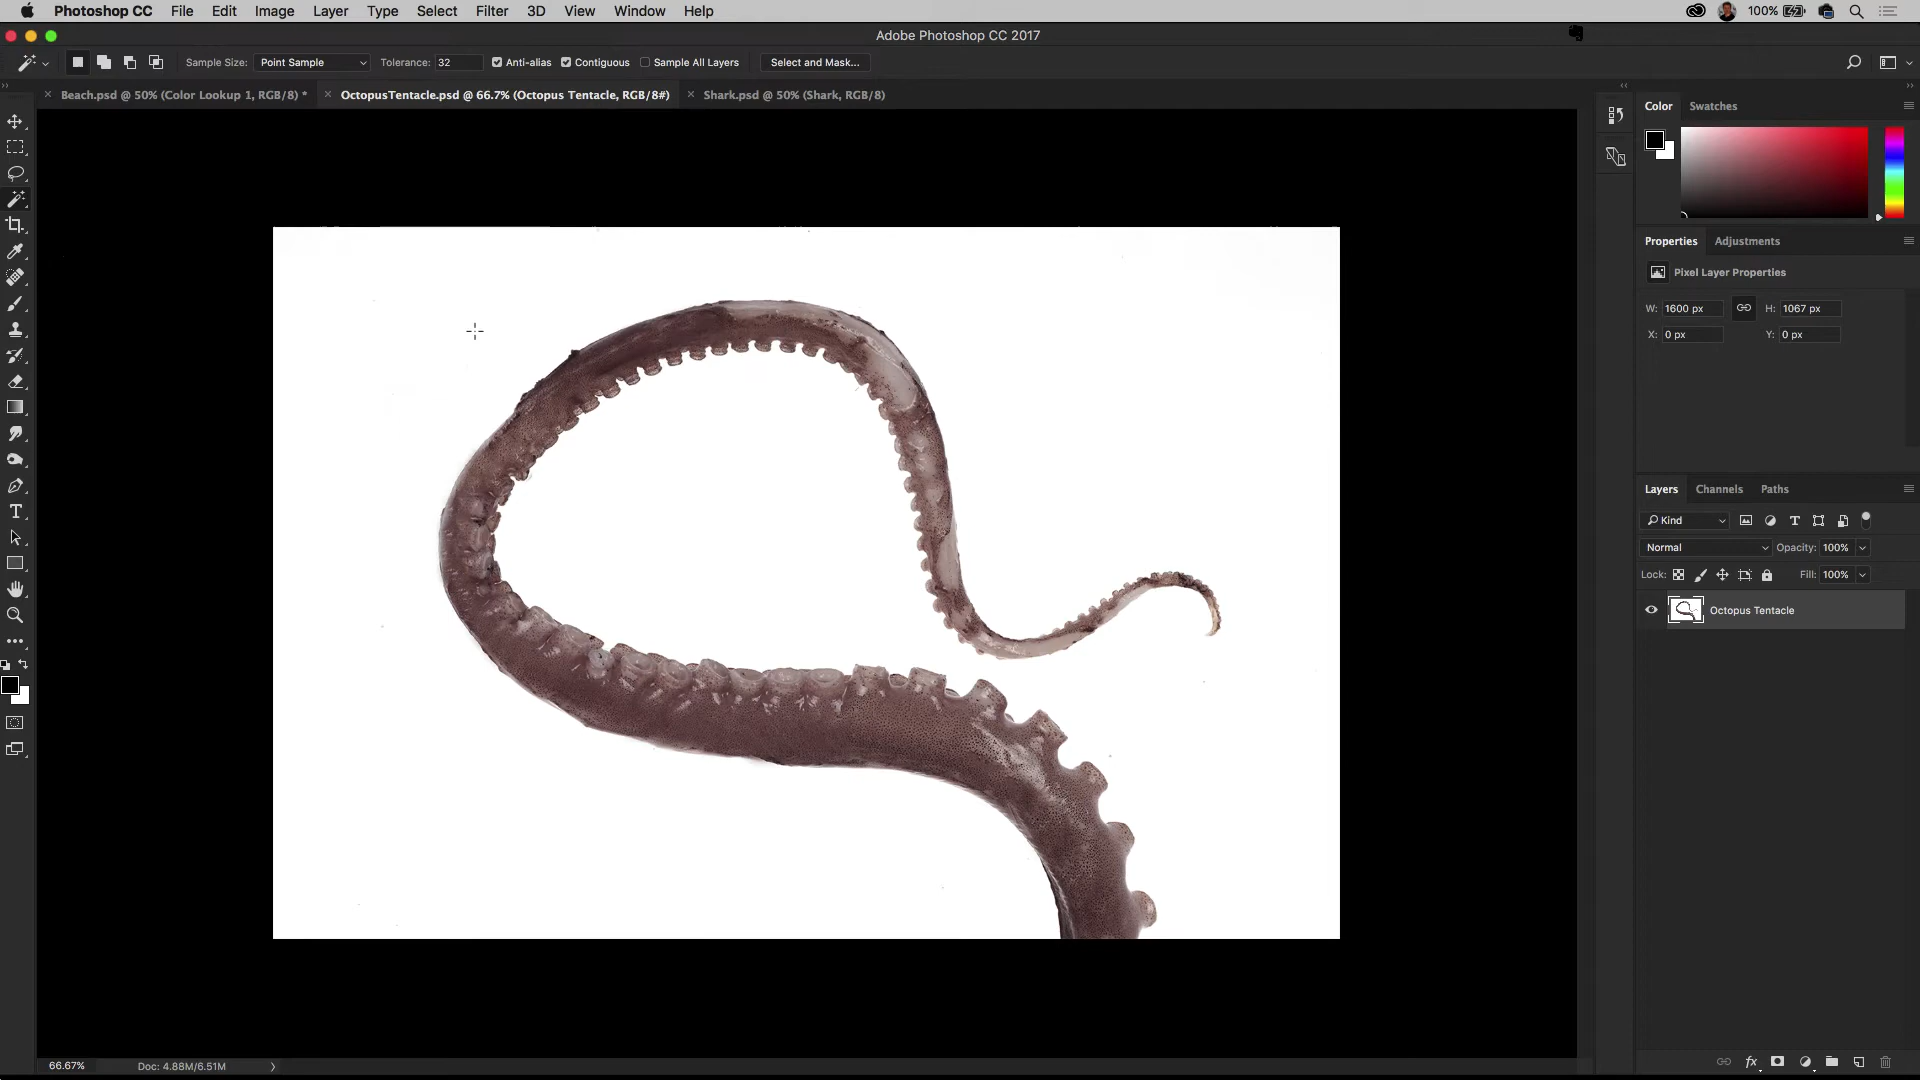 Photoshop CC File Edit Image Layer Type Select Filter 3D View Window Help 100%
Adobe Photoshop CC 2017
Sample Size: Point Sample Tolerance: 32 Anti-alias Contiguous Sample All Layers Select and Mask...
Beach.psd @ 50% (Color Lookup 1, RGB/8) * OctopusTentacle.psd @ 66.7% (Octopus Tentacle, RGB/8#) Shark.psd @ 50% (Shark, RGB/8)
Color Swatches
Properties Adjustments
Pixel Layer Properties
W: 1600 px H: 1067 px
X: 0 px Y: 0 px
Layers Channels Paths
Kind
Normal Opacity: 100%
Lock: Fill: 100%
Octopus Tentacle
fx
66.67% Doc: 4.88M/6.51M